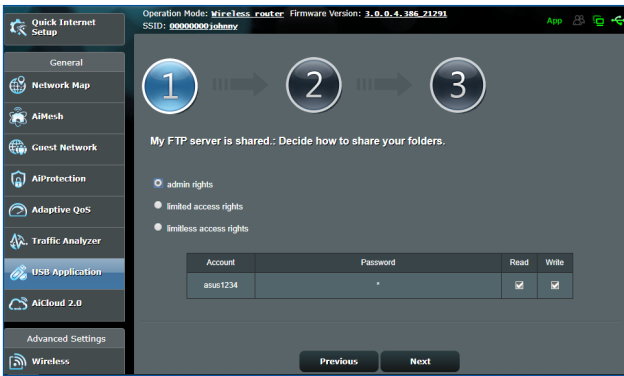 Quick Internet
Setup
Operation Mode: Wireless router Firmware Version: 3.0.0.4.386_21291
SSID: 00000000johnny
App
General
Network Map
AiMesh
Guest Network
AiProtection
Adaptive QoS
Traffic Analyzer
USB Application
AiCloud 2.0
Advanced Settings
Wireless
1 2 3
My FTP server is shared.: Decide how to share your folders.
admin rights
limited access rights
limitless access rights
Account Password Read Write
asus1234 *
Previous Next